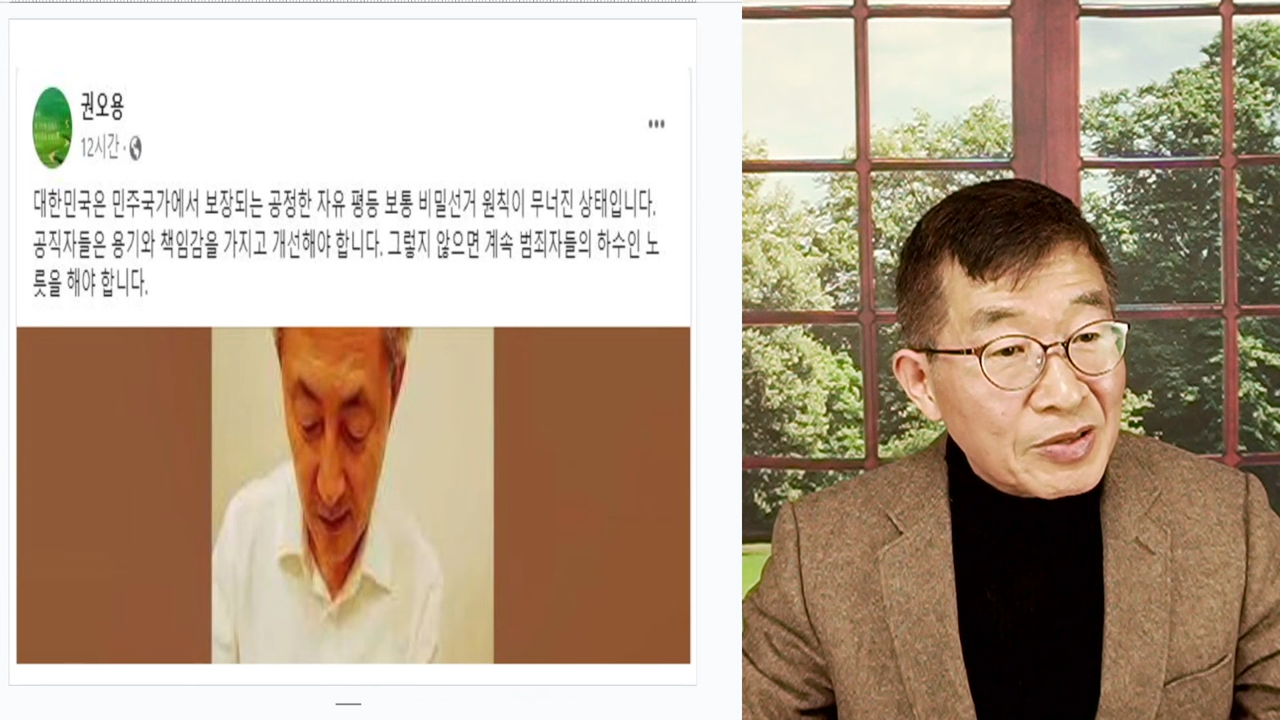 권오용
12시간 ·
대한민국은 민주국가에서 보장되는 공정한 자유 평등 보통 비밀선거 원칙이 무너진 상태입니다.
공직자들은 용기와 책임감을 가지고 개선해야 합니다. 그렇지 않으면 계속 범죄자들의 하수인 노
릇을 해야 합니다.